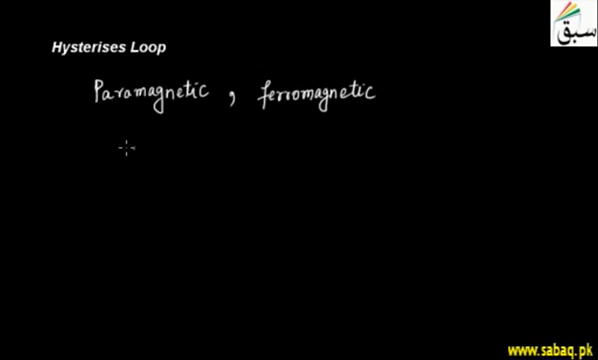 سبق
Hysterises Loop
Paramagnetic , ferromagnetic
www.sabaq.pk